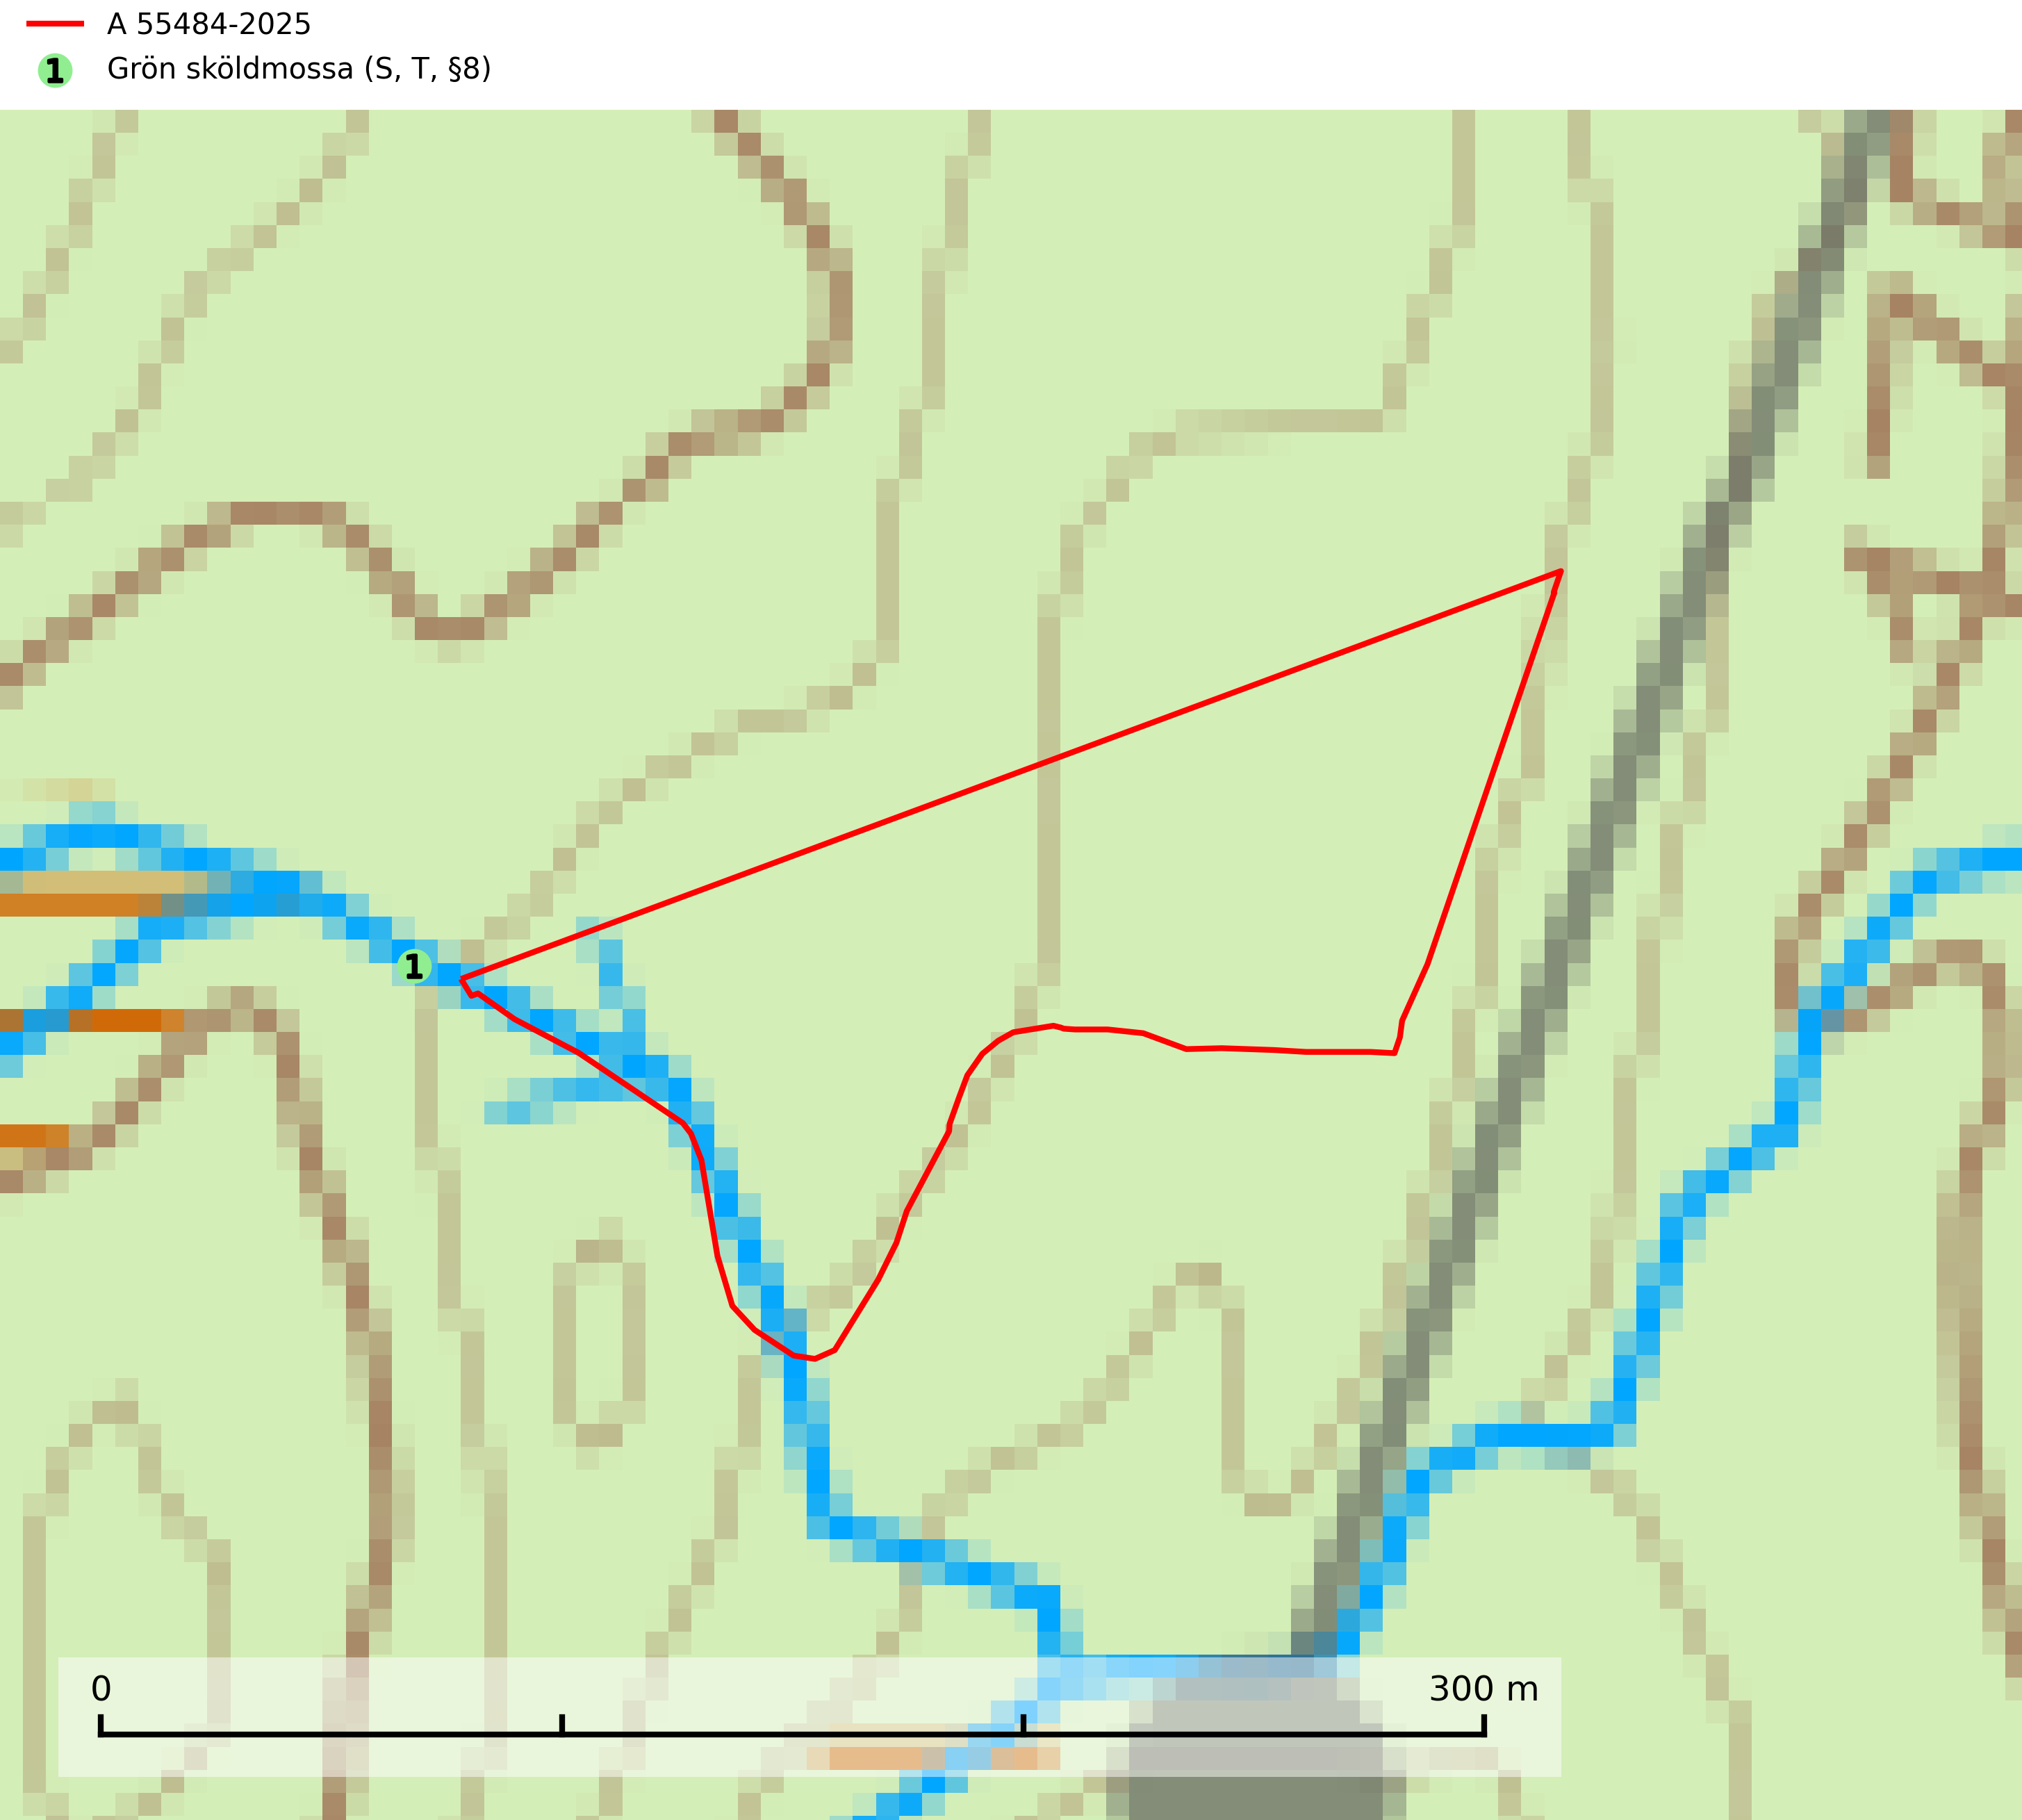 A 55484-2025
1 Grön sköldmossa (S, T, §8)
1
0 300 m